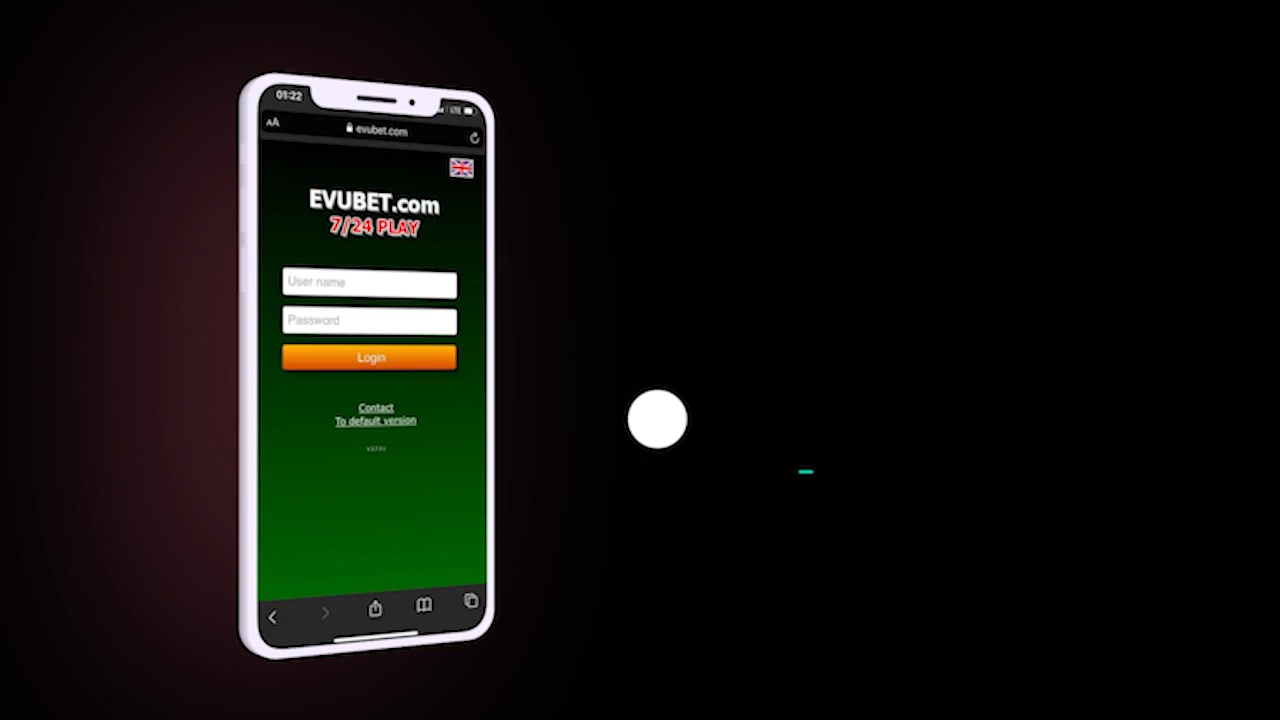 01:22
LTE
AA
evubet.com
EVUBET.com
7/24 PLAY
User name
Password
Login
Contact
To default version